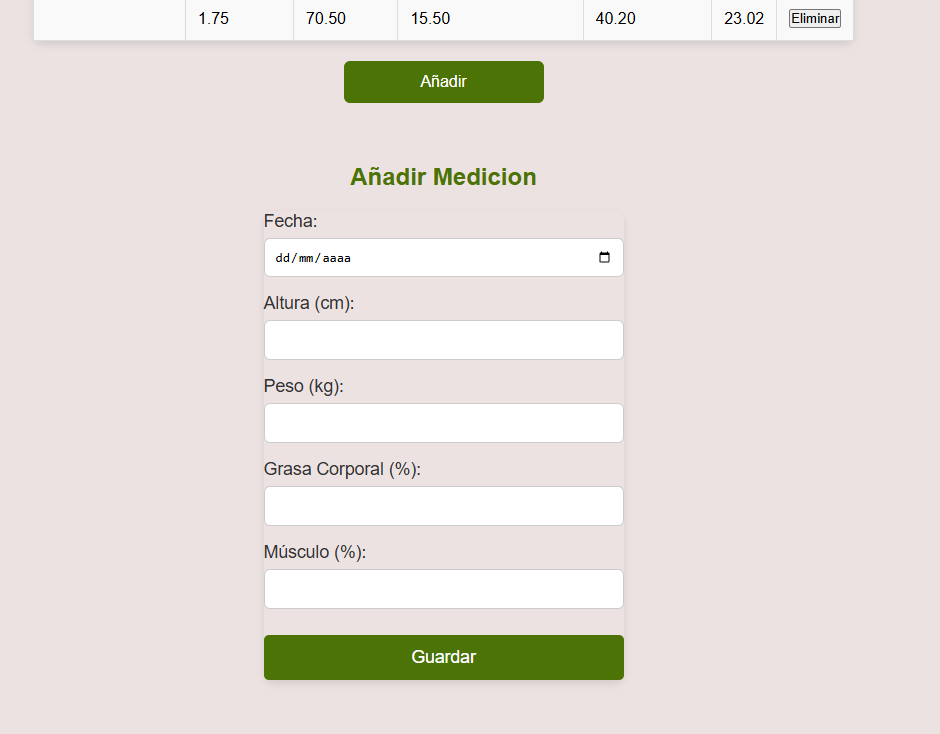 1.75 70.50 15.50 40.20 23.02 Eliminar
Añadir
Añadir Medicion
Fecha:
dd/mm/aaaa
Altura (cm):
Peso (kg):
Grasa Corporal (%):
Músculo (%):
Guardar